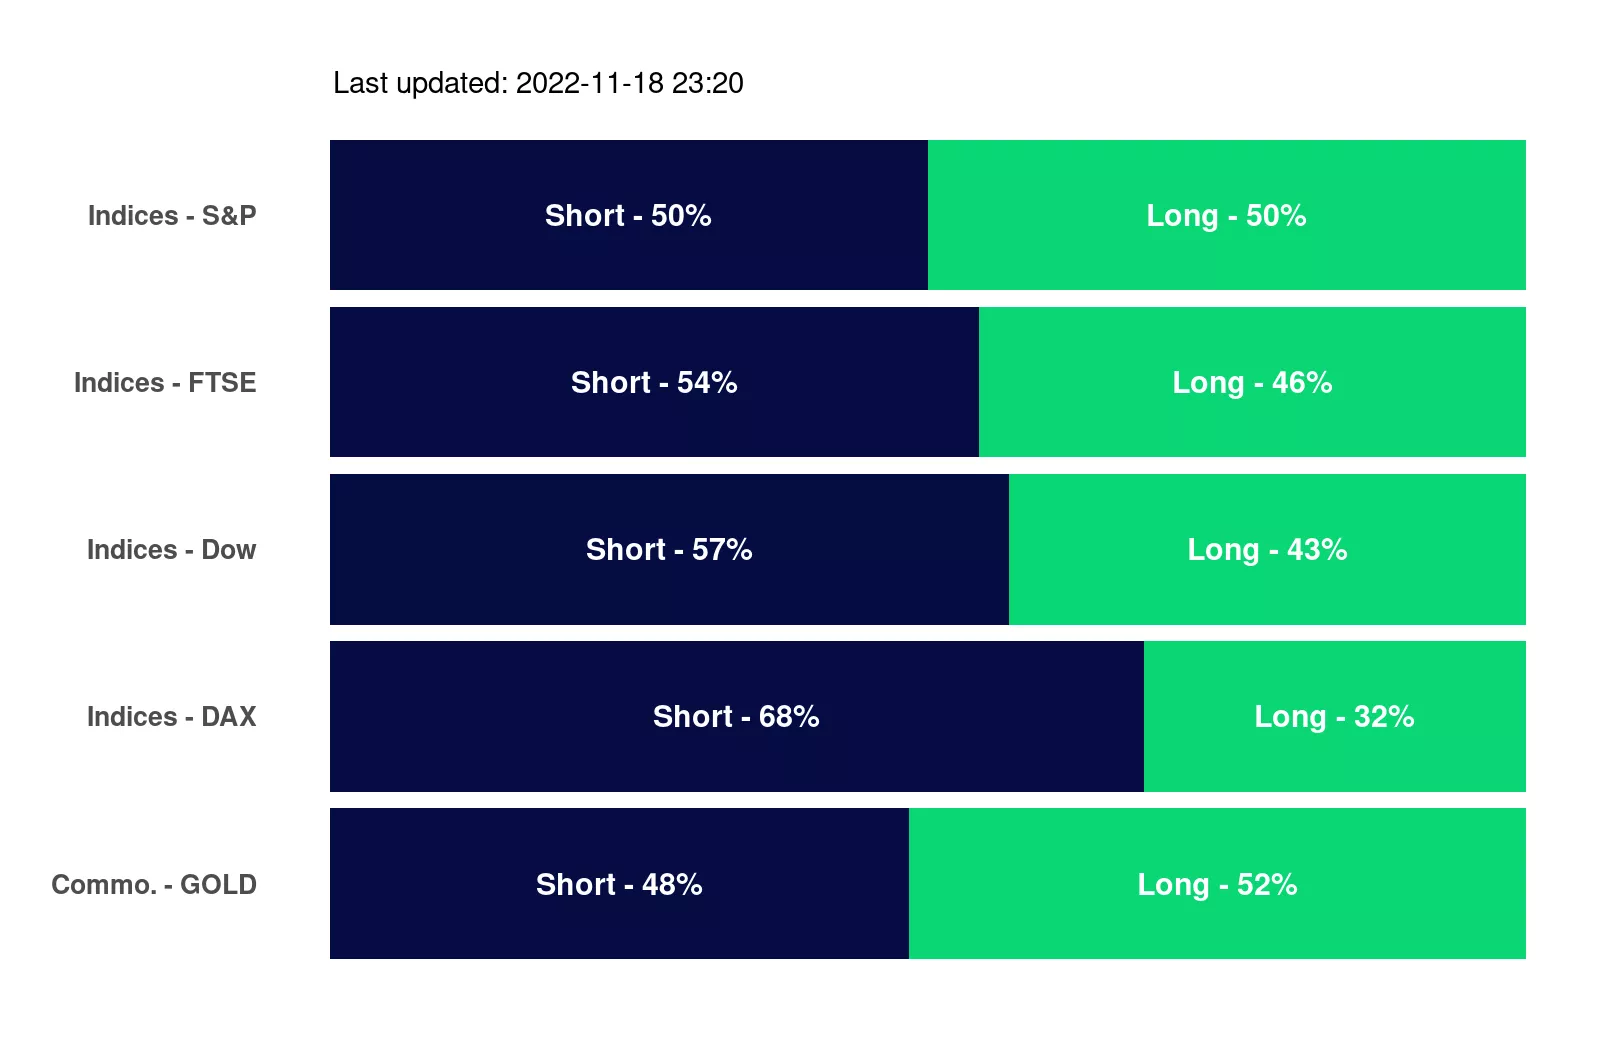 Last updated: 2022-11-18 23:20
Indices - S&P Short - 50% Long - 50%
Indices - FTSE Short - 54% Long - 46%
Indices - Dow Short - 57% Long - 43%
Indices - DAX Short - 68% Long - 32%
Commo. - GOLD Short - 48% Long - 52%